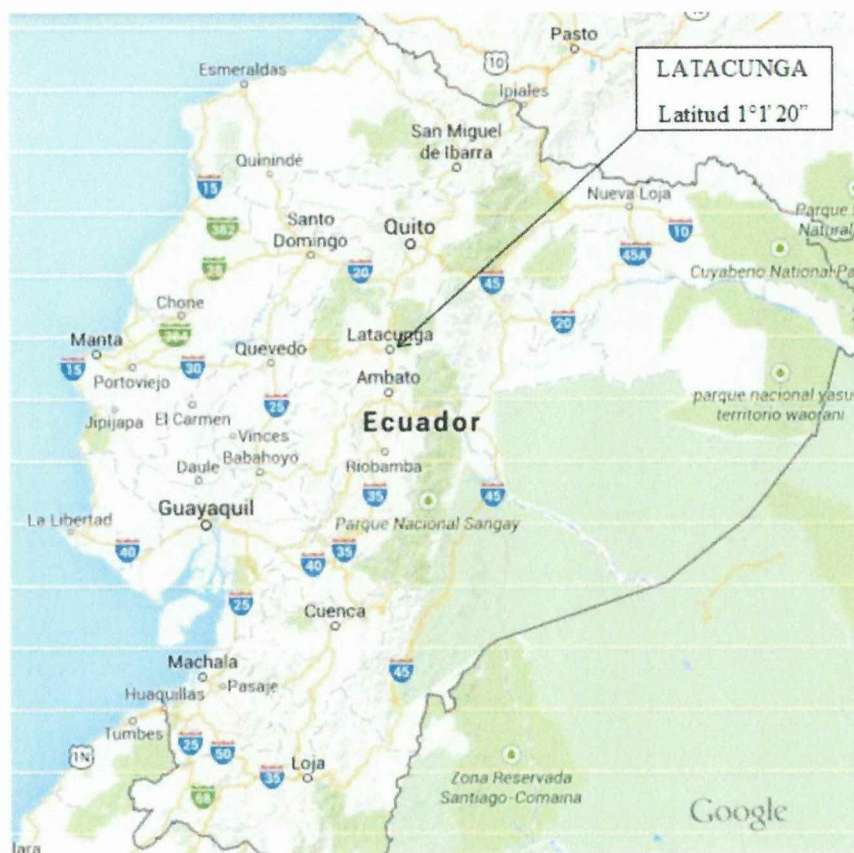 Pasto
10
LATACUNGA
Latitud 1°1'20”
Esmeraldas
Ipiales
San Miguel
de Ibarra
Quinindé
15
Nueva Loja
Santo
Domingo
382
Quito
10
Natural
38
20
45
45A
Cuyabeno National Pa
Chone
20
384
Latacunga
Manta
Quevedo
15
Portoviejo
30
Ambato
Jipijapa
El Carmen
25
parque nacional yasu
territorio waorani
Ecuador
Vinces
Babahoyo
Daule
Riobamba
35
45
Guayaquil
Parque Nacional Sangay
La Libertad
40
35
40
25
Cuenca
Machala
Pasaje
45
Huaquillas
Tumbes
1N
25
50
35
Loja
Zona Reservada
Santiago-Comaina
68
Google
lara